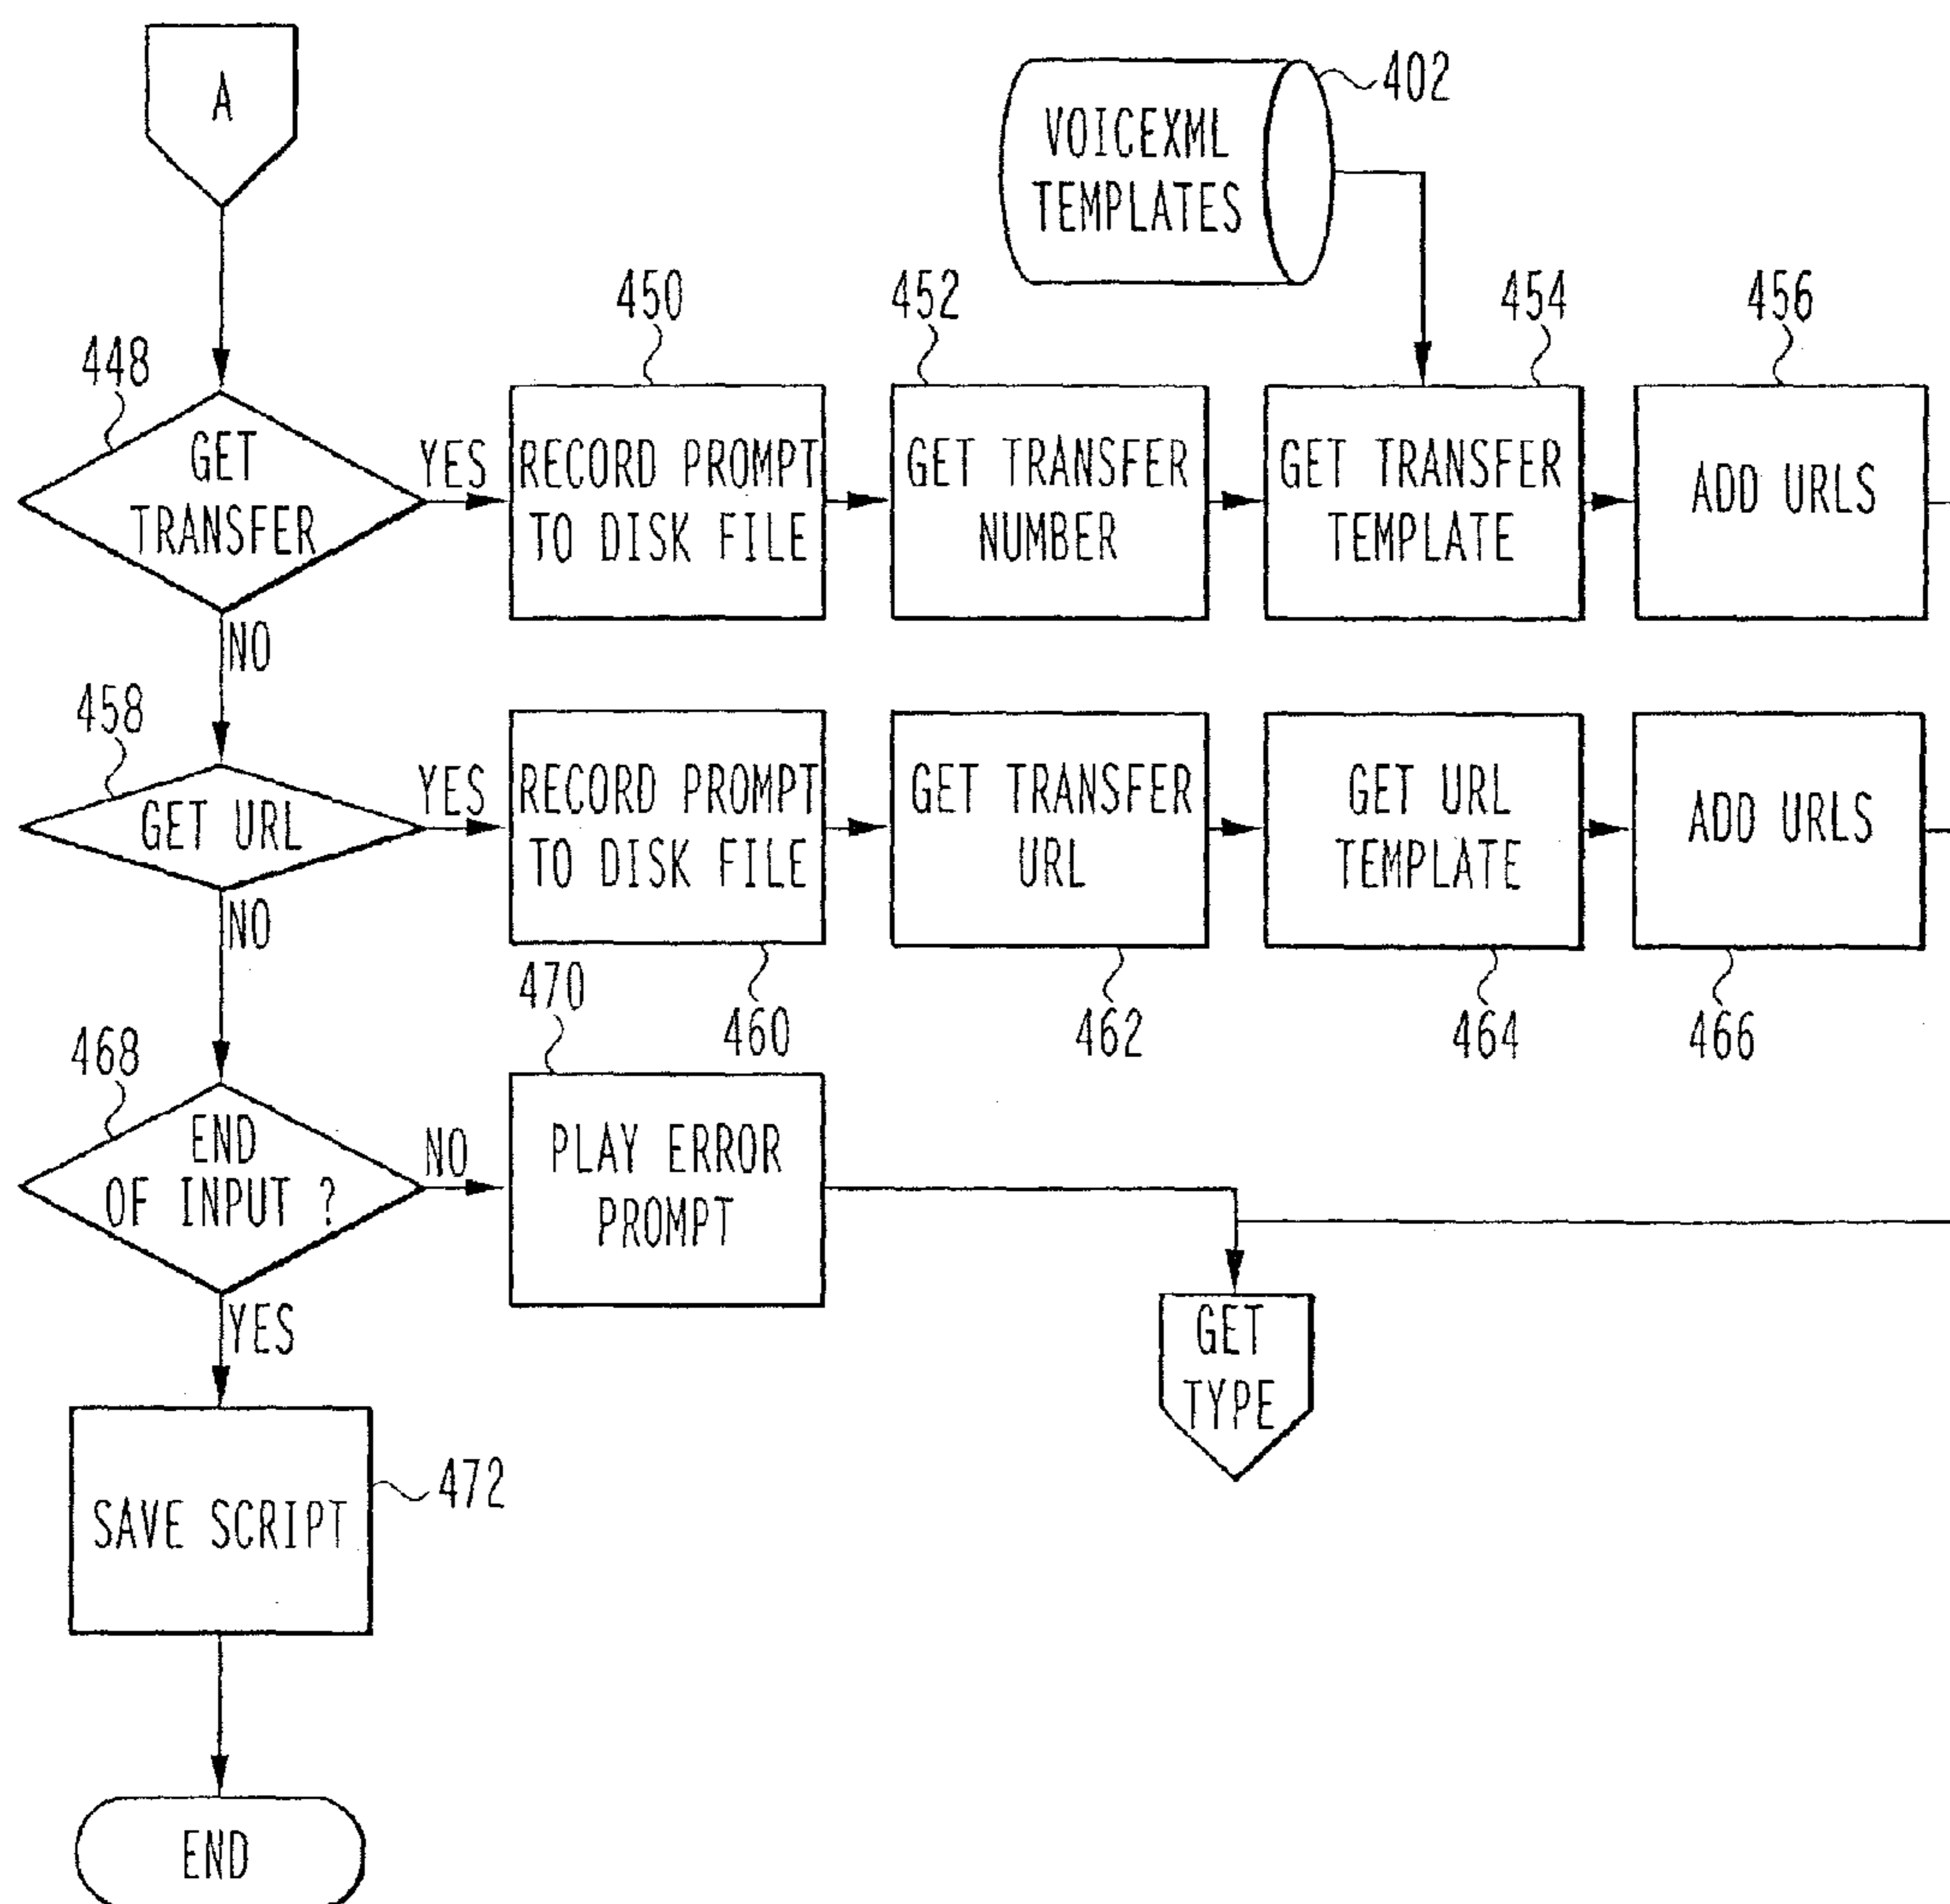 A
402
VOICEXML
TEMPLATES
450
452
454
456
448
GET
TRANSFER
YES
RECORD PROMPT
TO DISK FILE
GET TRANSFER
NUMBER
GET TRANSFER
TEMPLATE
ADD URLS
NO
458
GET URL
YES
RECORD PROMPT
TO DISK FILE
GET TRANSFER
URL
GET URL
TEMPLATE
ADD URLS
NO
460
462
464
466
470
468
END
OF INPUT ?
NO
PLAY ERROR
PROMPT
YES
GET
TYPE
SAVE SCRIPT
472
END